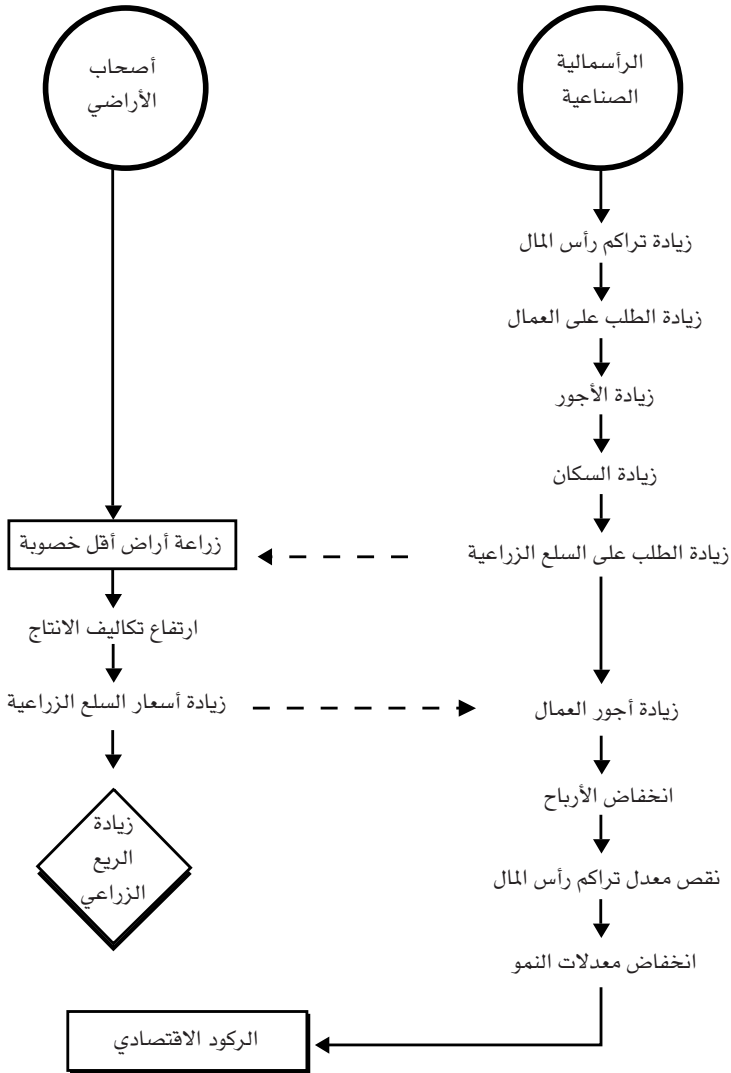 الرأسمالية
الصناعية
زيادة تراكم رأس المال
زيادة الطلب على العمال
زيادة الأجور
زيادة السكان
زيادة الطلب على السلع الزراعية
زيادة أجور العمال
انخفاض الأرباح
نقص معدل تراكم رأس المال
انخفاض معدلات النمو
أصحاب
الأراضي
زراعة أراض أقل خصوبة
ارتفاع تكاليف الانتاج
زيادة أسعار السلع الزراعية
زيادة
الريع
الزراعي
الركود الاقتصادي